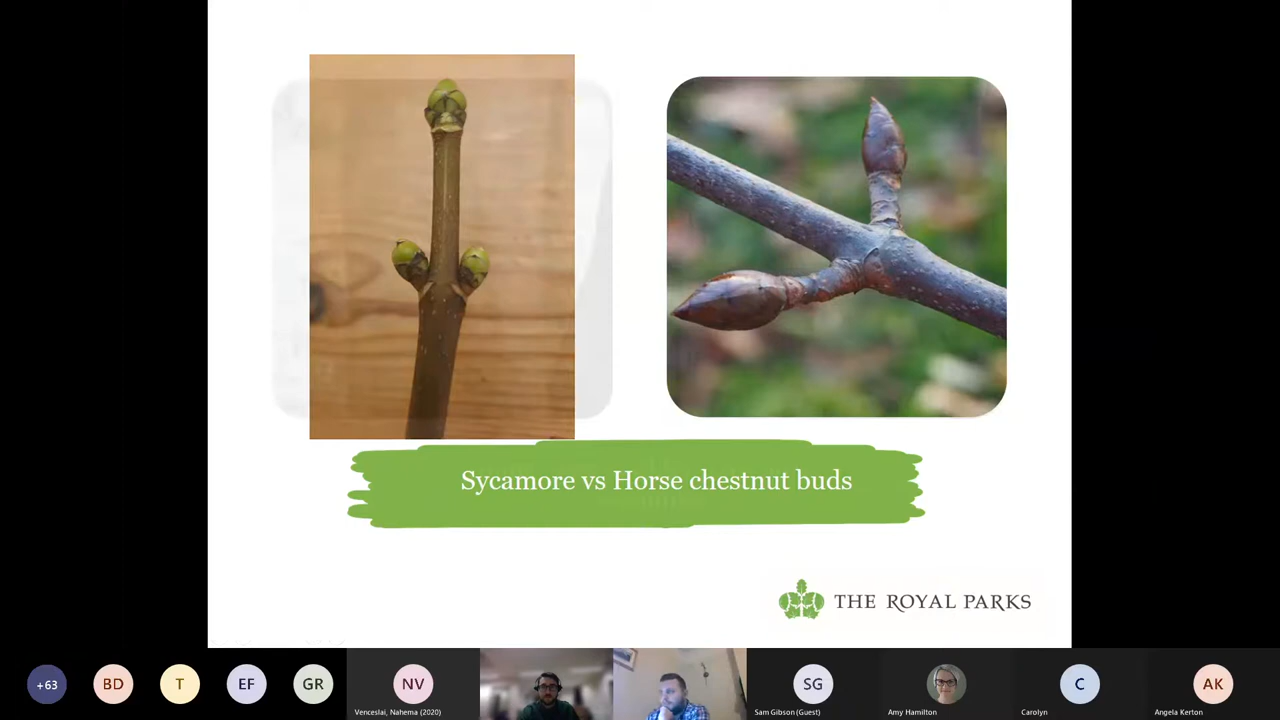 Sycamore vs Horse chestnut buds
THE ROYAL PARKS
+63
BD
T
EF
GR
NV
Venceslai, Nahema (2020)
SG
Sam Gibson (Guest)
Amy Hamilton
C
Carolyn
AK
Angela Kerton